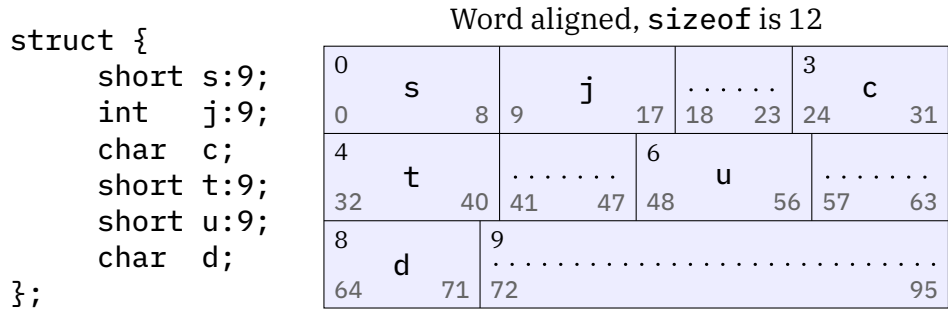 Word aligned, sizeof is 12
struct {
short s:9;
int j:9;
char c;
short t:9;
short u:9;
char d;
};
0 3
s j ...... c
0 8 9 17 18 23 24 31
4 6
t ....... u .......
32 40 41 47 48 56 57 63
8 9
d ..............................
64 71 72 95